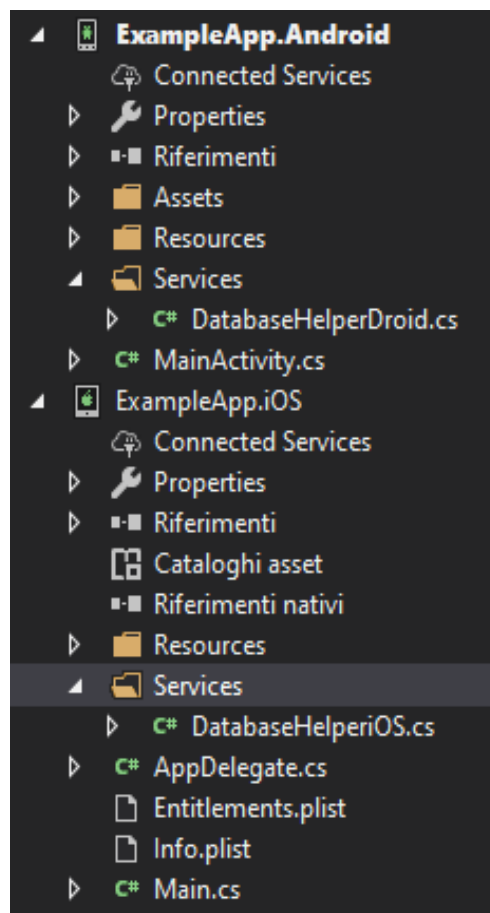 ExampleApp.Android
Connected Services
Properties
Riferimenti
Assets
Resources
Services
C# DatabaseHelperDroid.cs
C# MainActivity.cs
ExampleApp.iOS
Connected Services
Properties
Riferimenti
Cataloghi asset
Riferimenti nativi
Resources
Services
C# DatabaseHelperiOS.cs
C# AppDelegate.cs
Entitlements.plist
Info.plist
C# Main.cs